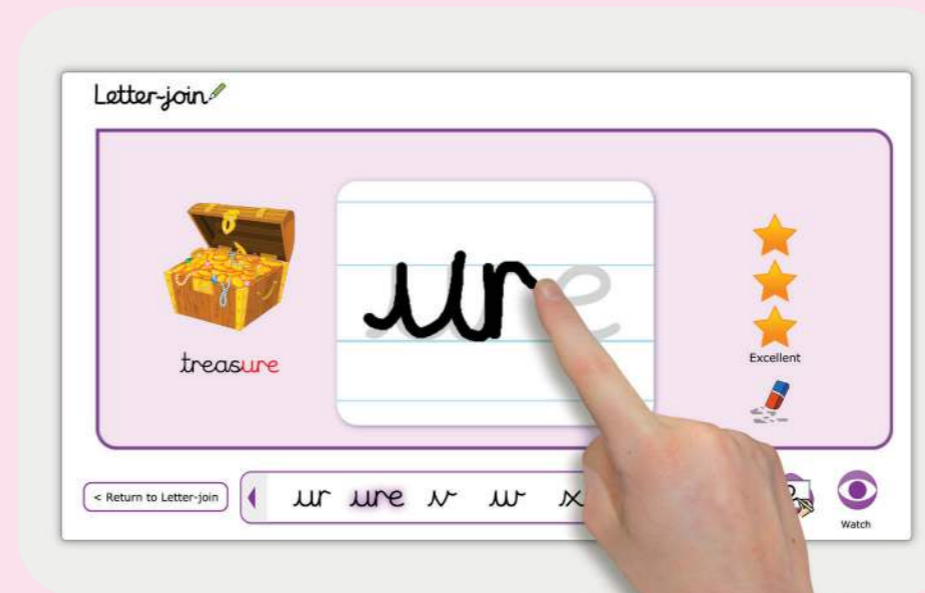 Letter-join
ure
treasure
Excellent
< Return to Letter-join
ur ure v w x
Watch